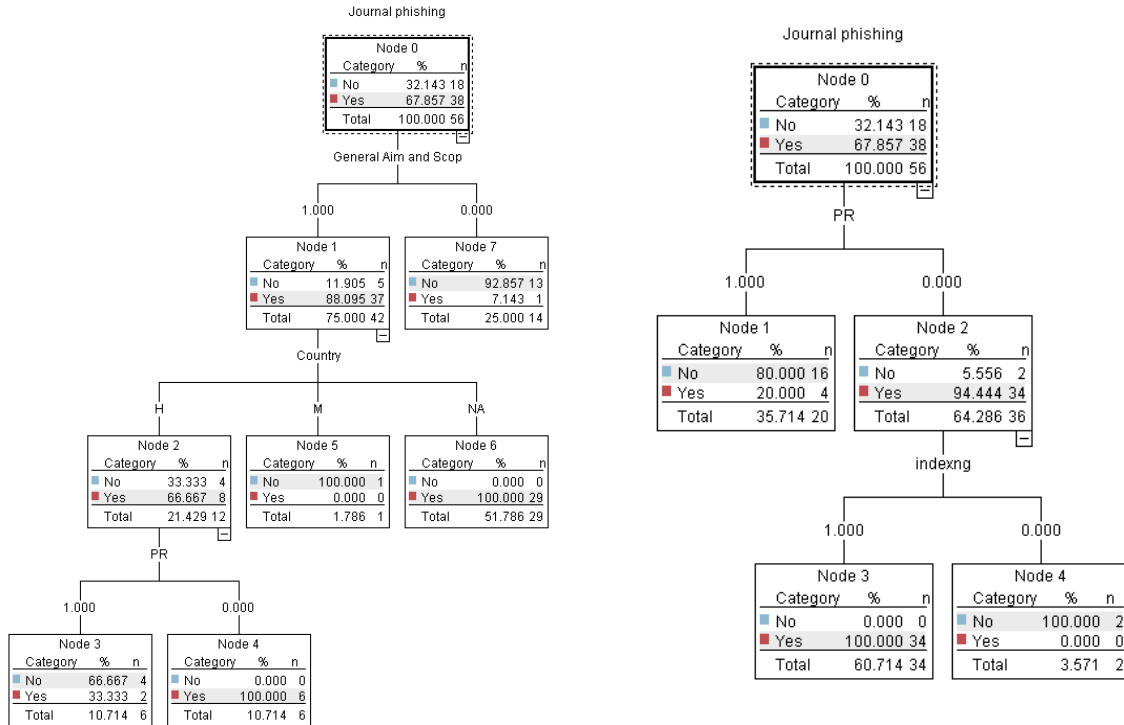 Journal phishing
Node 0
Category % n
No 32.143 18
Yes 67.857 38
Total 100.000 56
General Aim and Scop
1.000 0.000
Node 1
Category % n
No 11.905 5
Yes 88.095 37
Total 75.000 42
Node 7
Category % n
No 92.857 13
Yes 7.143 1
Total 25.000 14
Country
H M NA
Node 2
Category % n
No 33.333 4
Yes 66.667 8
Total 21.429 12
Node 5
Category % n
No 100.000 1
Yes 0.000 0
Total 1.786 1
Node 6
Category % n
No 0.000 0
Yes 100.000 29
Total 51.786 29
PR
1.000 0.000
Node 3
Category % n
No 66.667 4
Yes 33.333 2
Total 10.714 6
Node 4
Category % n
No 0.000 0
Yes 100.000 6
Total 10.714 6
Journal phishing
Node 0
Category % n
No 32.143 18
Yes 67.857 38
Total 100.000 56
PR
1.000 0.000
Node 1
Category % n
No 80.000 16
Yes 20.000 4
Total 35.714 20
Node 2
Category % n
No 5.556 2
Yes 94.444 34
Total 64.286 36
indexng
1.000 0.000
Node 3
Category % n
No 0.000 0
Yes 100.000 34
Total 60.714 34
Node 4
Category % n
No 100.000 2
Yes 0.000 0
Total 3.571 2